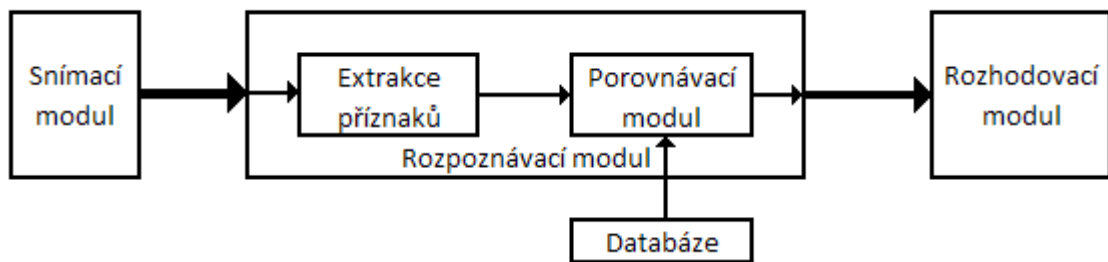 Snímací
modul
Extrakce
příznaků
Porovnávací
modul
Rozpoznávací modul
Databáze
Rozhodovací
modul